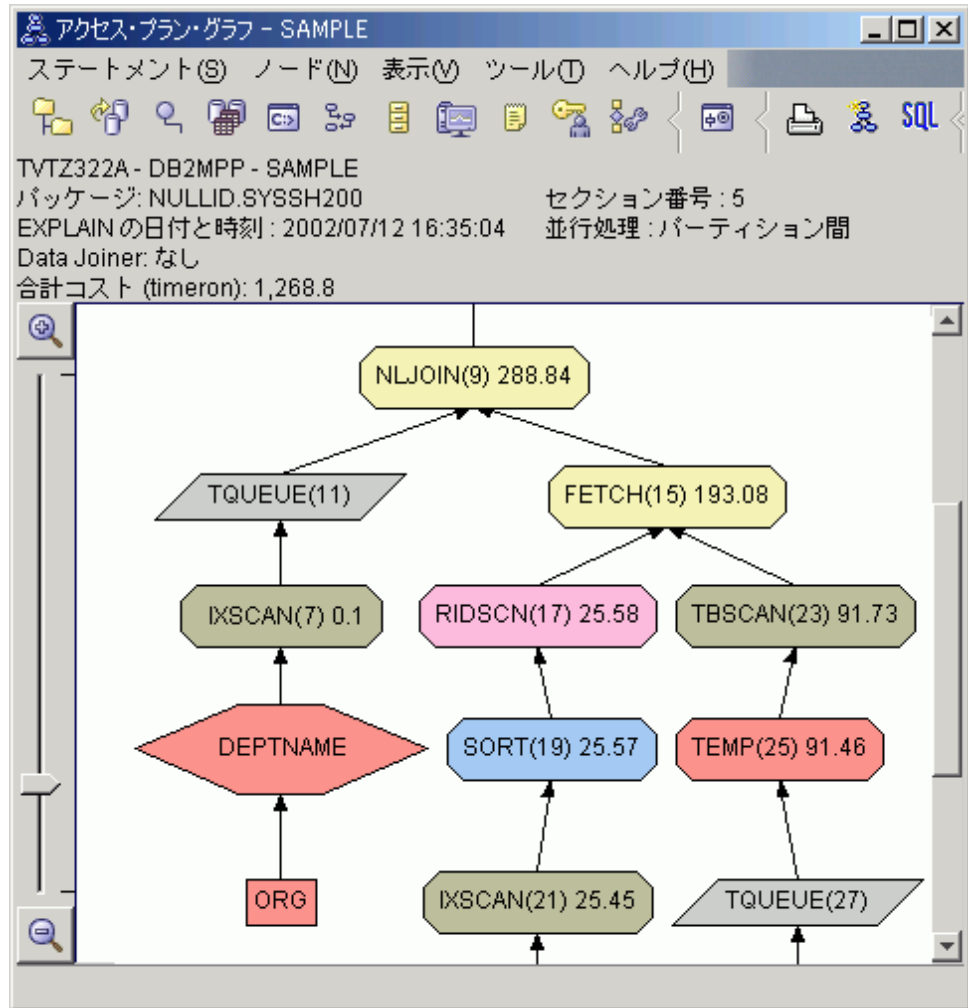 アクセス・プラン・グラフ - SAMPLE
ステートメント(S) ノード(N) 表示(V) ツール(T) ヘルプ(H)
C:> SQL
TVTZ322A - DB2MPP - SAMPLE
パッケージ: NULLID.SYSSH200 セクション番号 : 5
EXPLAIN の日付と時刻 : 2002/07/12 16:35:04 並行処理 : パーティション間
Data Joiner: なし
合計コスト (timeron): 1,268.8
NLJOIN(9) 288.84
TQUEUE(11) FETCH(15) 193.08
IXSCAN(7) 0.1 RIDSCN(17) 25.58 TBSCAN(23) 91.73
DEPTNAME SORT(19) 25.57 TEMP(25) 91.46
ORG IXSCAN(21) 25.45 TQUEUE(27)